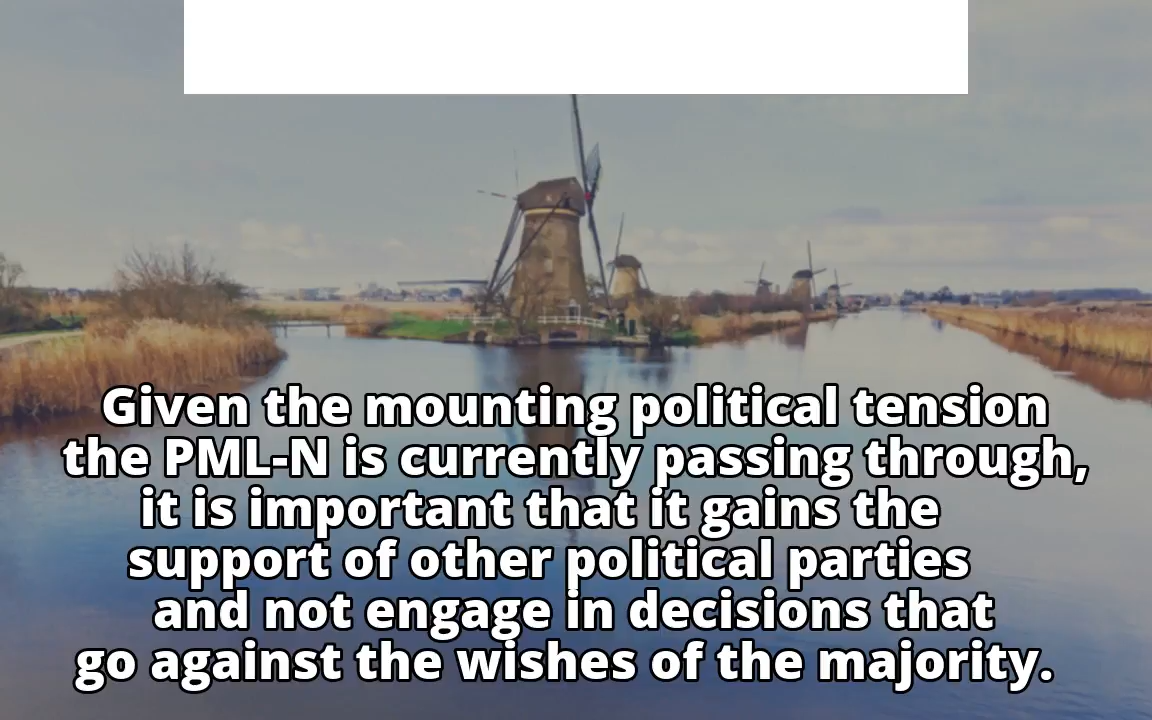 Given the mounting political tension
the PML-N is currently passing through,
it is important that it gains the
support of other political parties
and not engage in decisions that
go against the wishes of the majority.